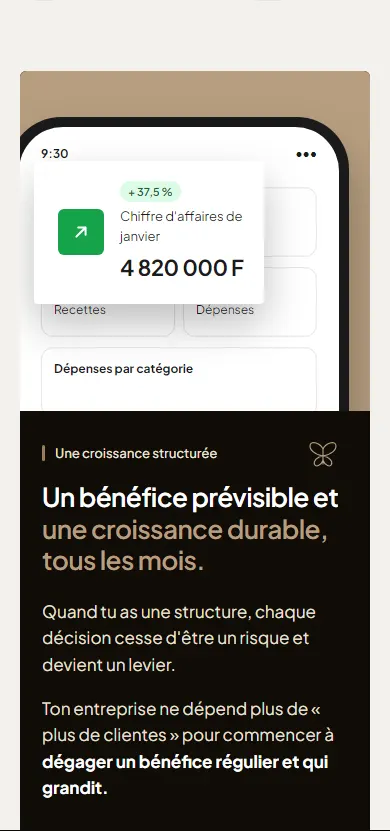 9:30
+ 37,5 %
Chiffre d'affaires de
janvier
4 820 000 F
Recettes
Dépenses
Dépenses par catégorie
Une croissance structurée
Un bénéfice prévisible et
une croissance durable,
tous les mois.
Quand tu as une structure, chaque
décision cesse d'être un risque et
devient un levier.
Ton entreprise ne dépend plus de «
plus de clientes » pour commencer à
dégager un bénéfice régulier et qui
grandit.